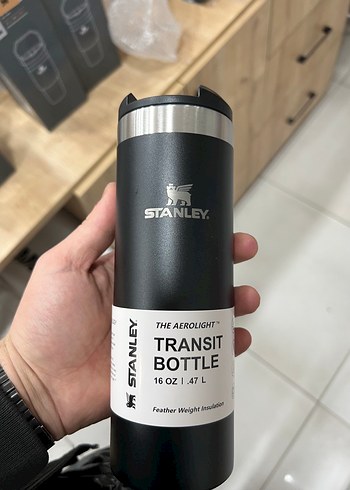 STANLEY.
THE AEROLIGHT™
TRANSIT
BOTTLE
16 OZ | .47 L
Feather Weight Insulation
STANLEY.